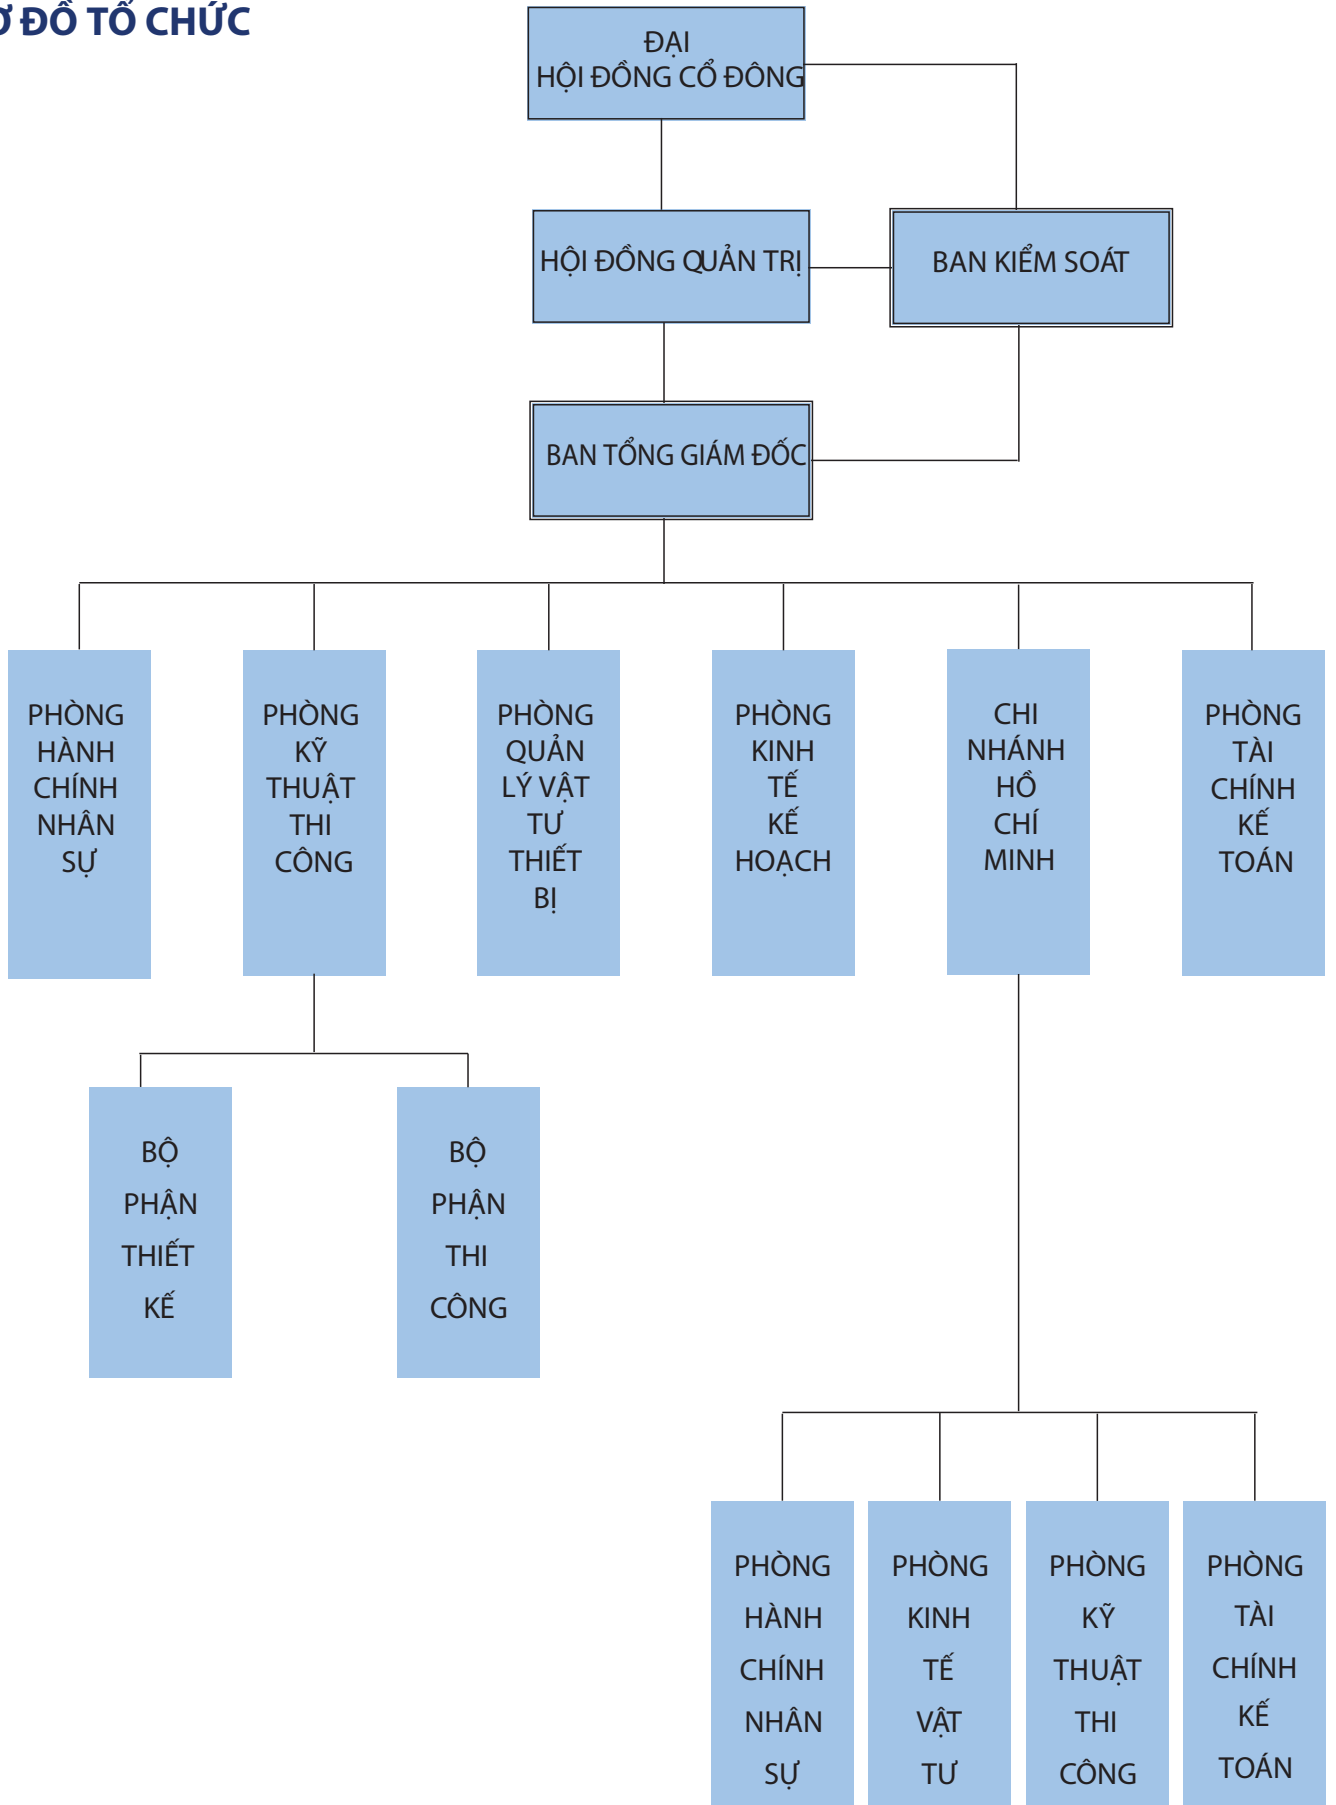 Ơ ĐỒ TỔ CHỨC
ĐẠI
HỘI ĐỒNG CỔ ĐÔNG
HỘI ĐỒNG QUẢN TRỊ
BAN KIỂM SOÁT
BAN TỔNG GIÁM ĐỐC
PHÒNG
HÀNH
CHÍNH
NHÂN
SỰ
PHÒNG
KỸ
THUẬT
THI
CÔNG
PHÒNG
QUẢN
LÝ VẬT
TƯ
THIẾT
BỊ
PHÒNG
KINH
TẾ
KẾ
HOẠCH
CHI
NHÁNH
HỒ
CHÍ
MINH
PHÒNG
TÀI
CHÍNH
KẾ
TOÁN
BỘ
PHẬN
THIẾT
KẾ
BỘ
PHẬN
THI
CÔNG
PHÒNG
HÀNH
CHÍNH
NHÂN
SỰ
PHÒNG
KINH
TẾ
VẬT
TƯ
PHÒNG
KỸ
THUẬT
THI
CÔNG
PHÒNG
TÀI
CHÍNH
KẾ
TOÁN